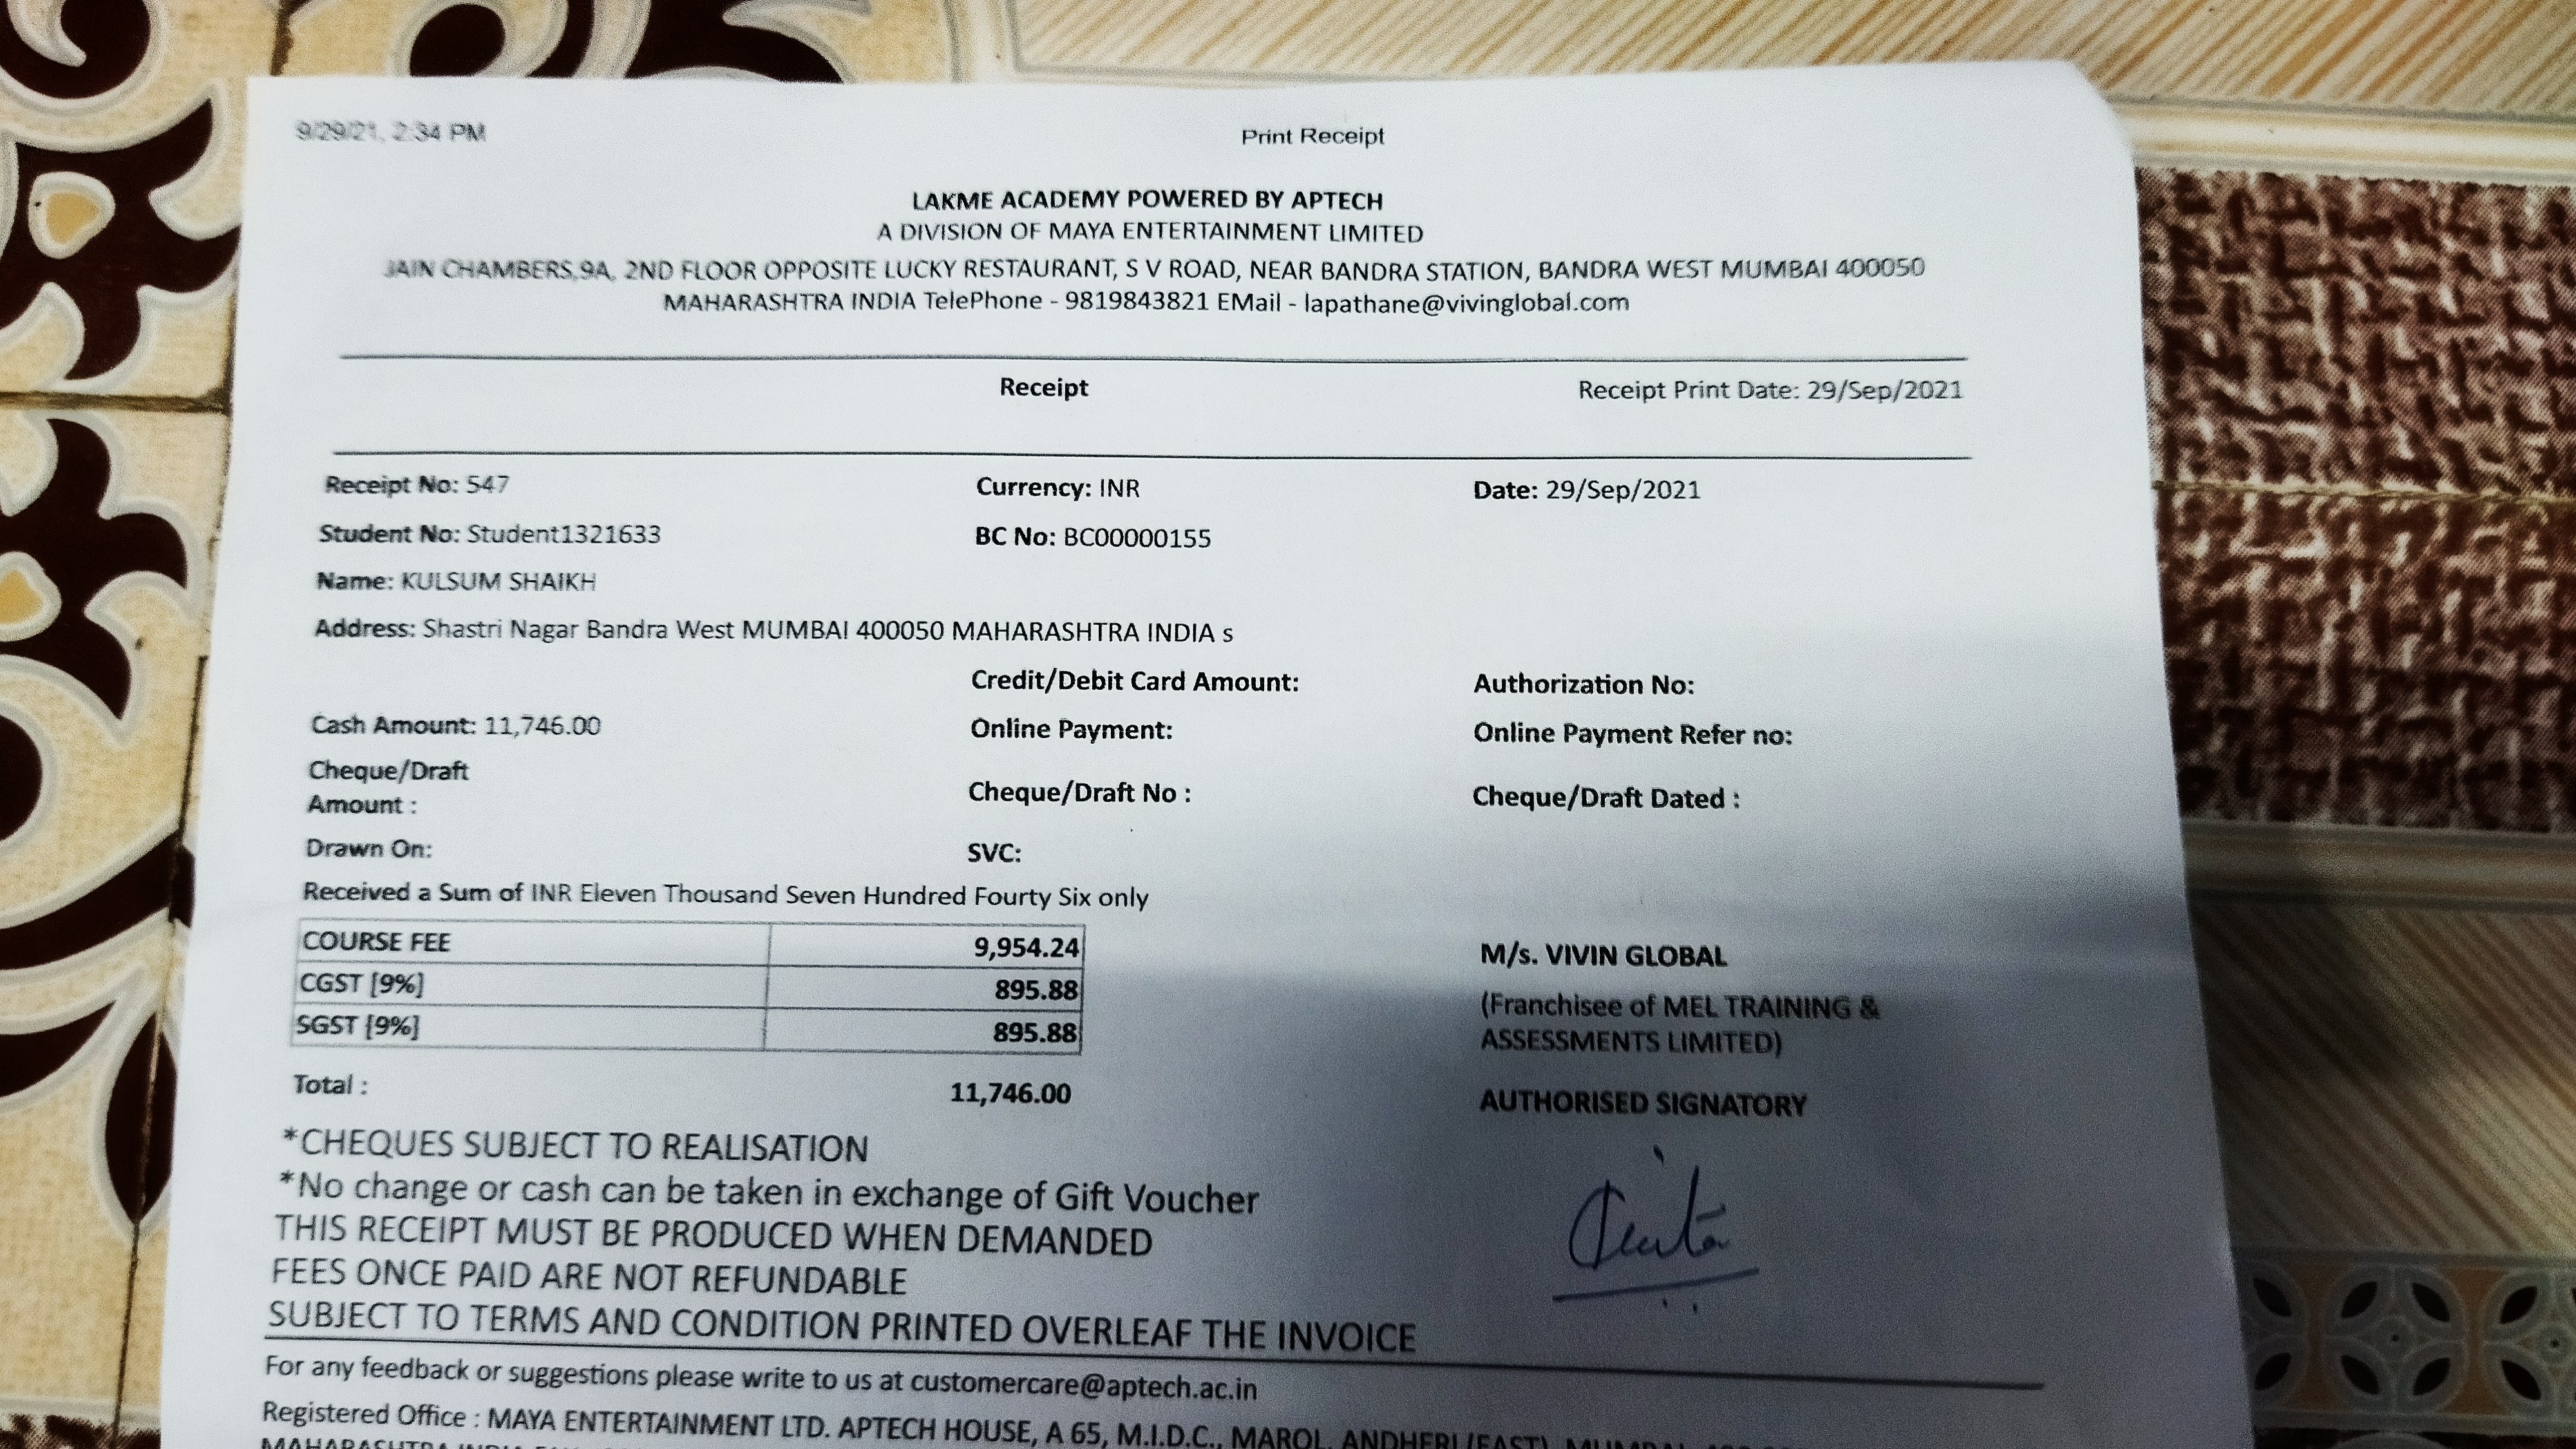 9/29/21, 2:34 PM Print Receipt
LAKME ACADEMY POWERED BY APTECH
A DIVISION OF MAYA ENTERTAINMENT LIMITED
JAIN CHAMBERS,9A, 2ND FLOOR OPPOSITE LUCKY RESTAURANT, S V ROAD, NEAR BANDRA STATION, BANDRA WEST MUMBAI 400050
MAHARASHTRA INDIA TelePhone - 9819843821 EMail - lapathane@vivinglobal.com
Receipt Receipt Print Date: 29/Sep/2021
Receipt No: 547 Currency: INR Date: 29/Sep/2021
Student No: Student1321633 BC No: BC00000155
Name: KULSUM SHAIKH
Address: Shastri Nagar Bandra West MUMBAI 400050 MAHARASHTRA INDIA s
Credit/Debit Card Amount: Authorization No:
Cash Amount: 11,746.00 Online Payment: Online Payment Refer no:
Cheque/Draft
Amount : Cheque/Draft No : Cheque/Draft Dated :
Drawn On: SVC:
Received a Sum of INR Eleven Thousand Seven Hundred Fourty Six only
COURSE FEE 9,954.24
CGST [9%] 895.88
SGST [9%] 895.88
Total : 11,746.00
M/s. VIVIN GLOBAL
(Franchisee of MEL TRAINING &
ASSESSMENTS LIMITED)
AUTHORISED SIGNATORY
*CHEQUES SUBJECT TO REALISATION
*No change or cash can be taken in exchange of Gift Voucher
THIS RECEIPT MUST BE PRODUCED WHEN DEMANDED
FEES ONCE PAID ARE NOT REFUNDABLE
SUBJECT TO TERMS AND CONDITION PRINTED OVERLEAF THE INVOICE
For any feedback or suggestions please write to us at customercare@aptech.ac.in
Registered Office : MAYA ENTERTAINMENT LTD. APTECH HOUSE, A 65, M.I.D.C., MAROL, ANDHERI (EAST),